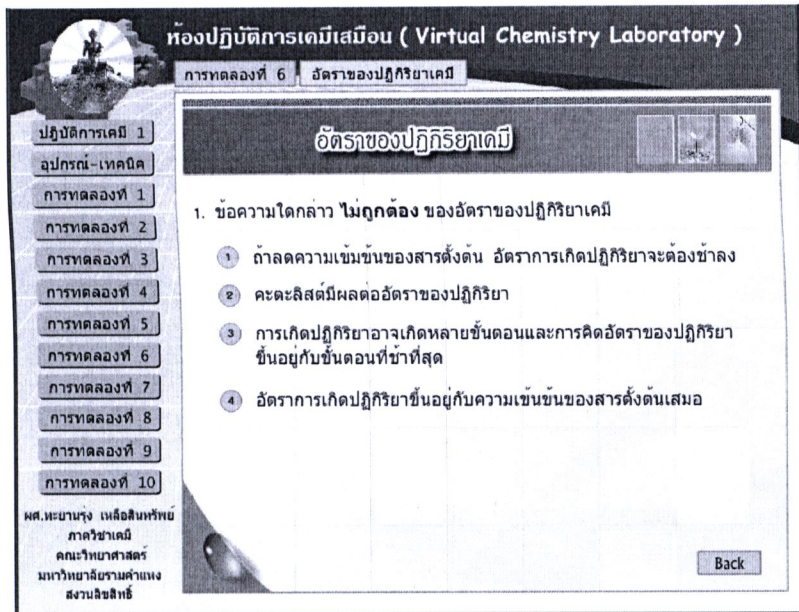 ห้องปฏิบัติการเคมีเสมือน ( Virtual Chemistry Laboratory )
การทดลองที่ 6 อัตราของปฏิกิริยาเคมี
ปฎิบัติการเคมี 1
อุปกรณ์-เทคนิค
การทดลองที่ 1
การทดลองที่ 2
การทดลองที่ 3
การทดลองที่ 4
การทดลองที่ 5
การทดลองที่ 6
การทดลองที่ 7
การทดลองที่ 8
การทดลองที่ 9
การทดลองที่ 10
ผศ.หะยามรุ่ง เหลือสินทรัพย์
ภาควิชาเคมี
คณะวิทยาศาสตร์
มหาวิทยาลัยรามคำแหง
สงวนลิขสิทธิ์
อัตราของปฏิกิริยาเคมี
1. ข้อความใดกล่าว ไม่ถูกต้อง ของอัตราของปฏิกิริยาเคมี
1 ถ้าลดความเข้มข้นของสารตั้งต้น อัตราการเกิดปฏิกิริยาจะต้องช้าลง
2 คะตะลิสต์มีผลต่ออัตราของปฏิกิริยา
3 การเกิดปฏิกิริยาอาจเกิดหลายขั้นตอนและการคิดอัตราของปฏิกิริยา
ขึ้นอยู่กับขั้นตอนที่ช้าที่สุด
4 อัตราการเกิดปฏิกิริยาขึ้นอยู่กับความเข้นข้นของสารตั้งต้นเสมอ
Back